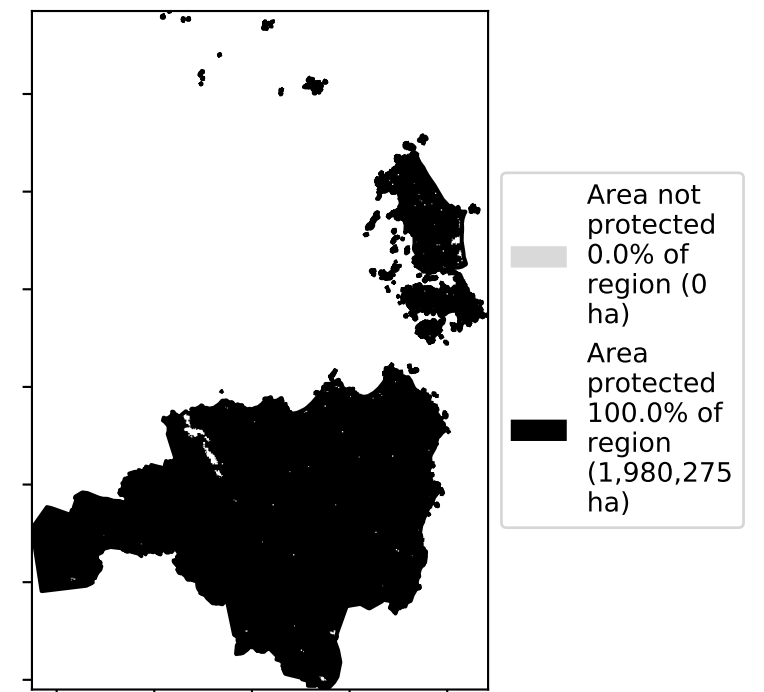 Area not
protected
0.0% of
region (0
ha)
Area
protected
100.0% of
region
(1,980,275
ha)